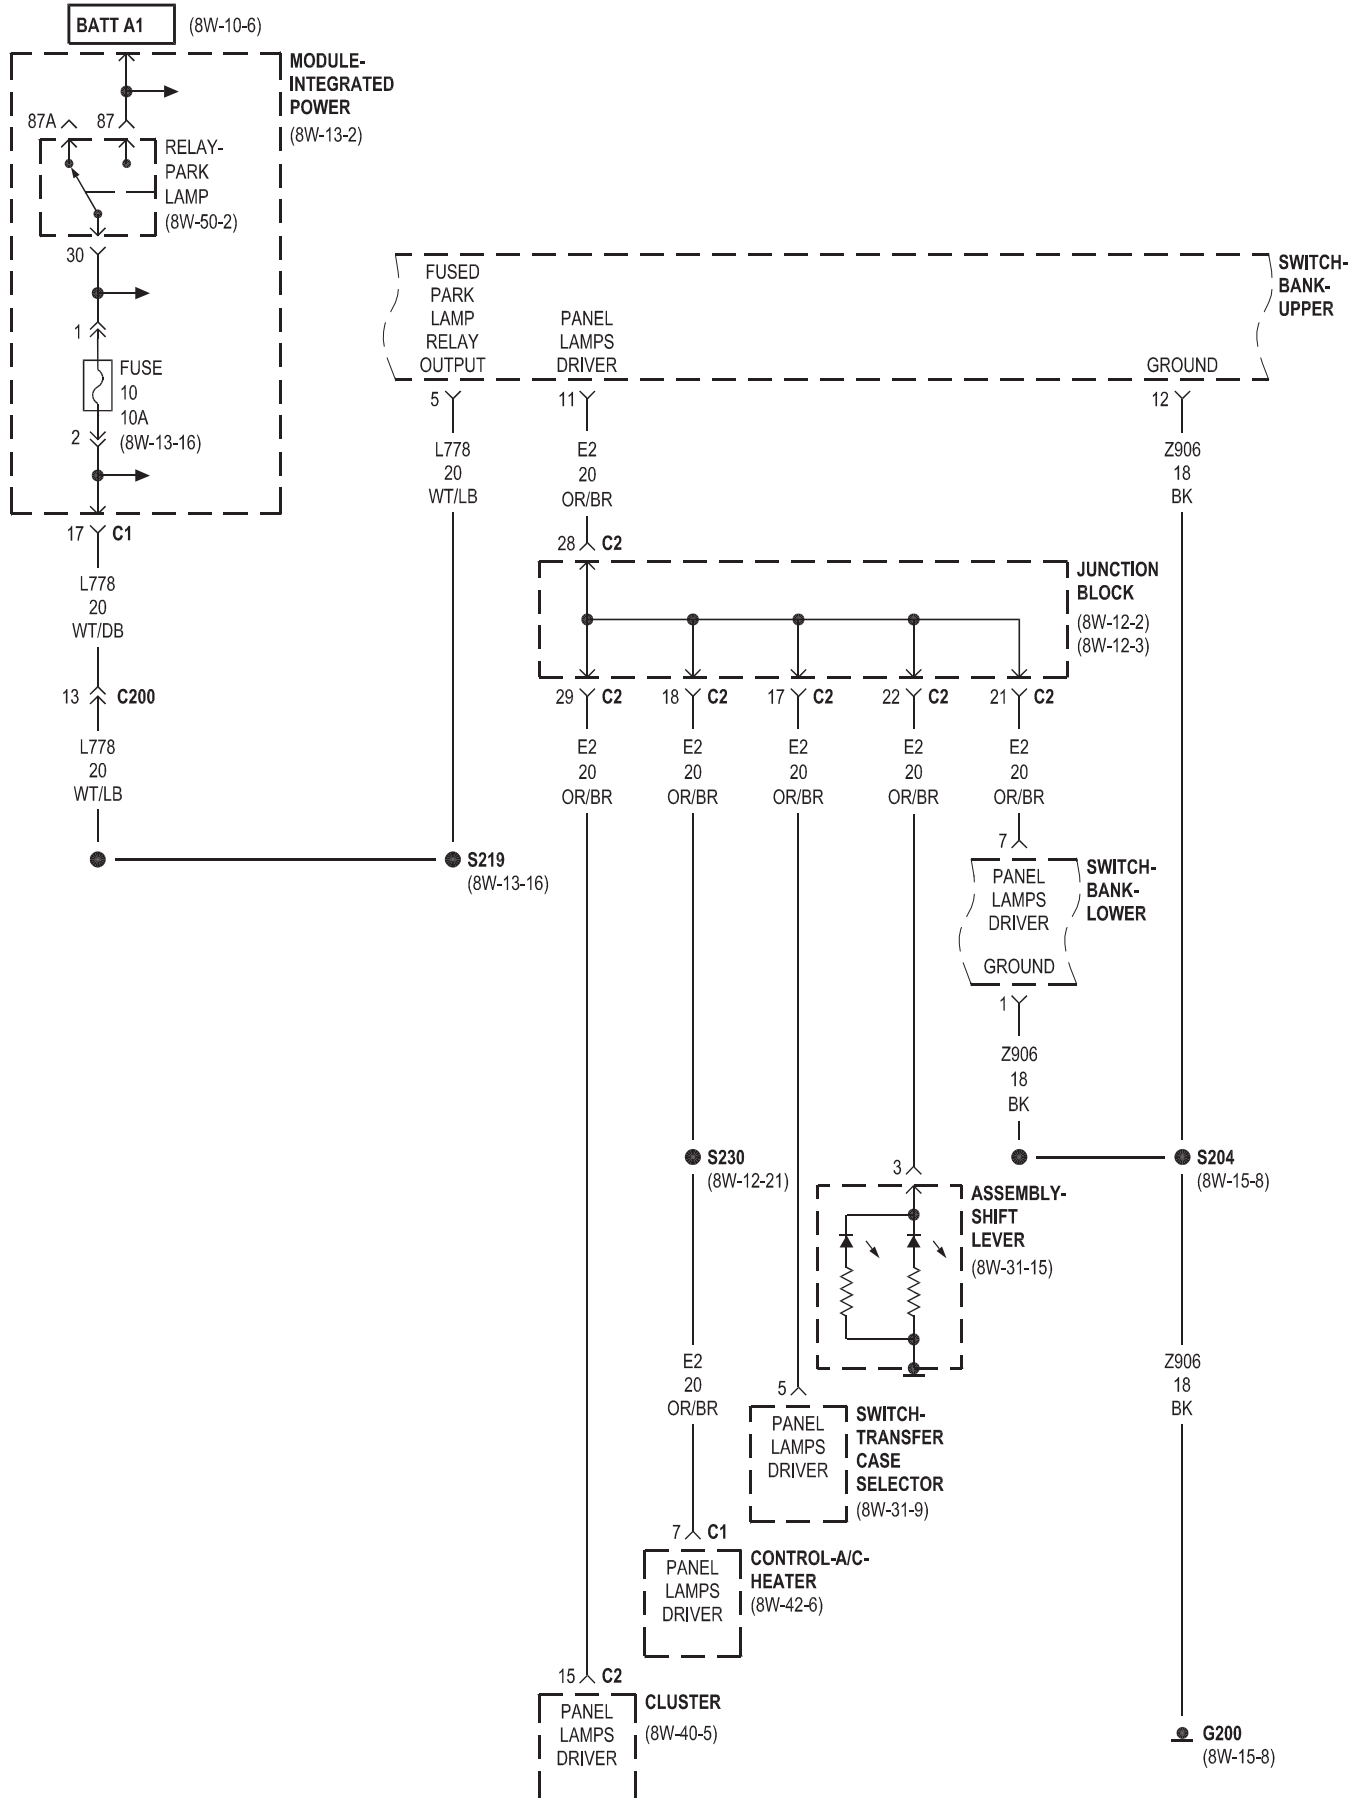 BATT A1 (8W-10-6)
MODULE-
INTEGRATED
POWER
(8W-13-2)
87A 87
RELAY-
PARK
LAMP
(8W-50-2)
30
1
FUSE
10
10A
(8W-13-16)
2
17 C1
L778
20
WT/DB
13 C200
L778
20
WT/LB
FUSED
PARK
LAMP
RELAY
OUTPUT
PANEL
LAMPS
DRIVER
GROUND
SWITCH-
BANK-
UPPER
5
L778
20
WT/LB
11
E2
20
OR/BR
12
Z906
18
BK
28 C2
JUNCTION
BLOCK
(8W-12-2)
(8W-12-3)
29 C2 18 C2 17 C2 22 C2 21 C2
E2 E2 E2 E2 E2
20 20 20 20 20
OR/BR OR/BR OR/BR OR/BR OR/BR
S219
(8W-13-16)
7
PANEL
LAMPS
DRIVER
GROUND
SWITCH-
BANK-
LOWER
1
Z906
18
BK
S230
(8W-12-21)
S204
(8W-15-8)
3
ASSEMBLY-
SHIFT
LEVER
(8W-31-15)
E2
20
OR/BR
Z906
18
BK
5
PANEL
LAMPS
DRIVER
SWITCH-
TRANSFER
CASE
SELECTOR
(8W-31-9)
7 C1
PANEL
LAMPS
DRIVER
CONTROL-A/C-
HEATER
(8W-42-6)
15 C2
PANEL
LAMPS
DRIVER
CLUSTER
(8W-40-5)
G200
(8W-15-8)